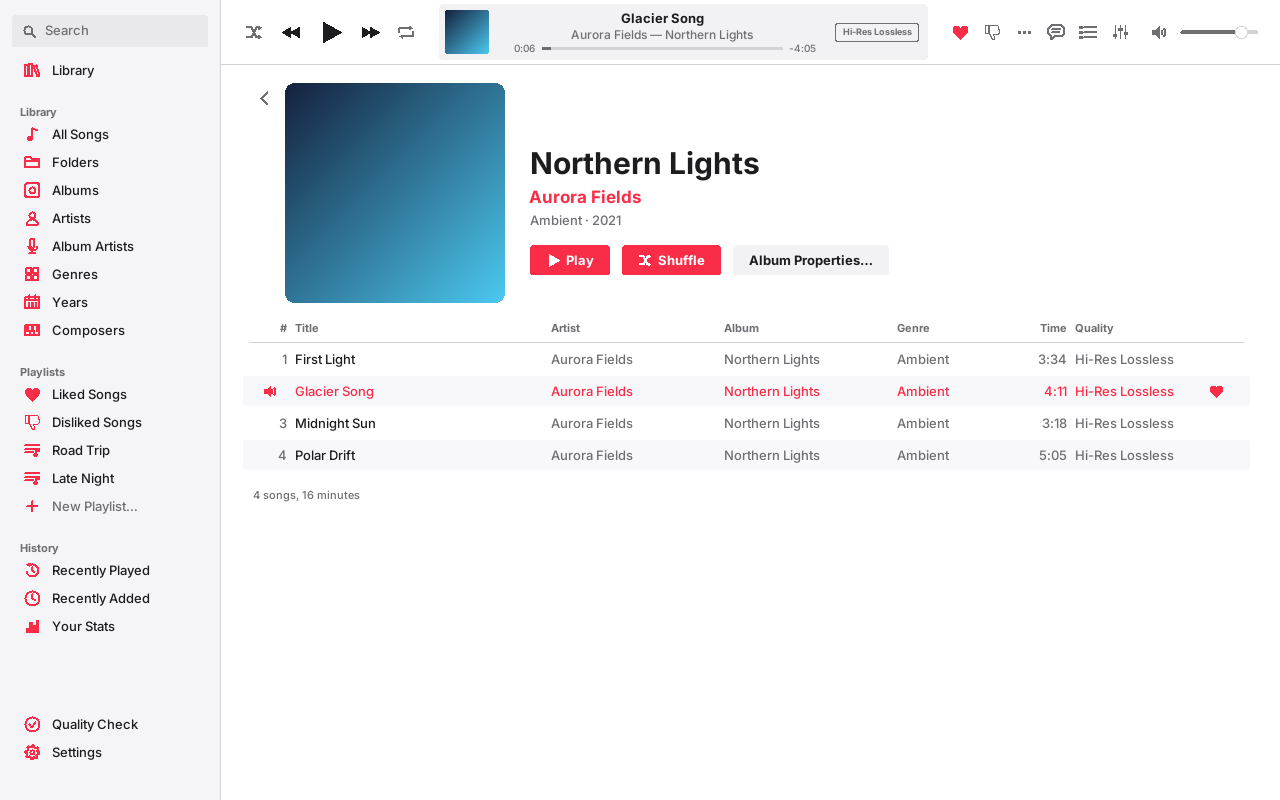 Search
Library
Library
All Songs
Folders
Albums
Artists
Album Artists
Genres
Years
Composers
Playlists
Liked Songs
Disliked Songs
Road Trip
Late Night
New Playlist...
History
Recently Played
Recently Added
Your Stats
Quality Check
Settings
Glacier Song
Aurora Fields — Northern Lights
0:06 -4:05
Hi-Res Lossless
Northern Lights
Aurora Fields
Ambient · 2021
Play Shuffle Album Properties...
# Title Artist Album Genre Time Quality
1 First Light Aurora Fields Northern Lights Ambient 3:34 Hi-Res Lossless
Glacier Song Aurora Fields Northern Lights Ambient 4:11 Hi-Res Lossless
3 Midnight Sun Aurora Fields Northern Lights Ambient 3:18 Hi-Res Lossless
4 Polar Drift Aurora Fields Northern Lights Ambient 5:05 Hi-Res Lossless
4 songs, 16 minutes